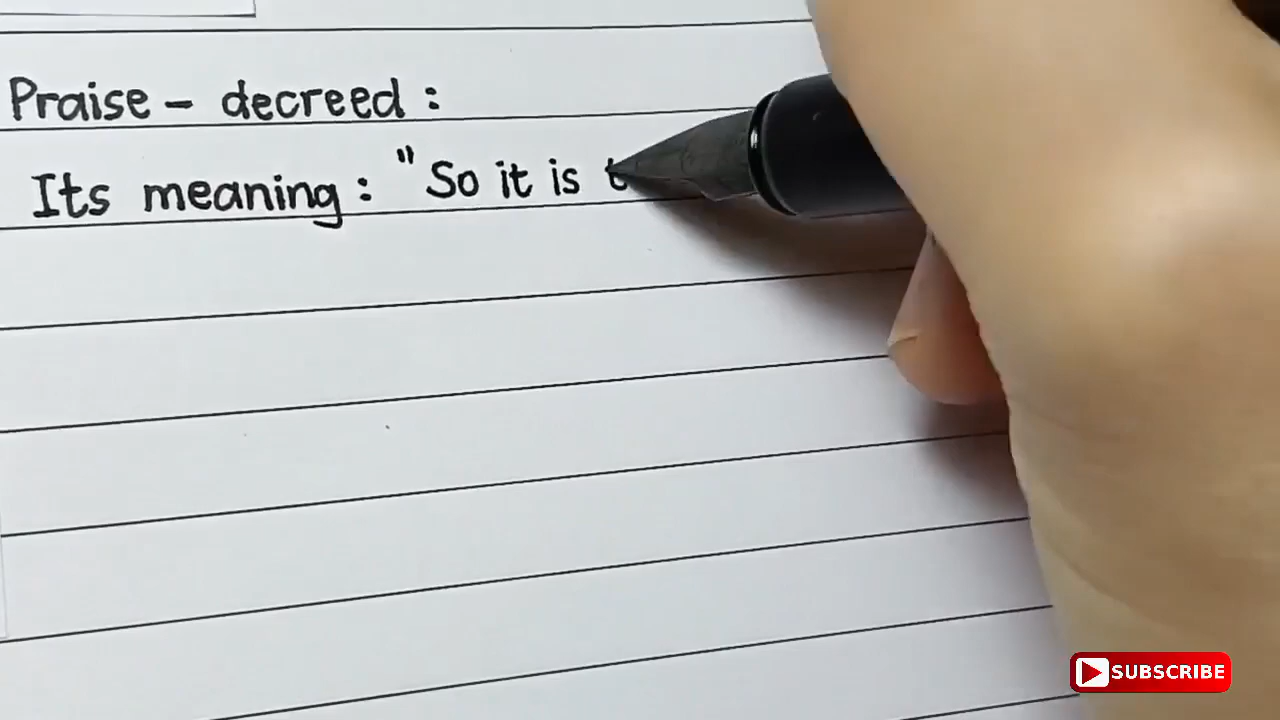 Praise - decreed :
Its meaning : " So it is t
SUBSCRIBE